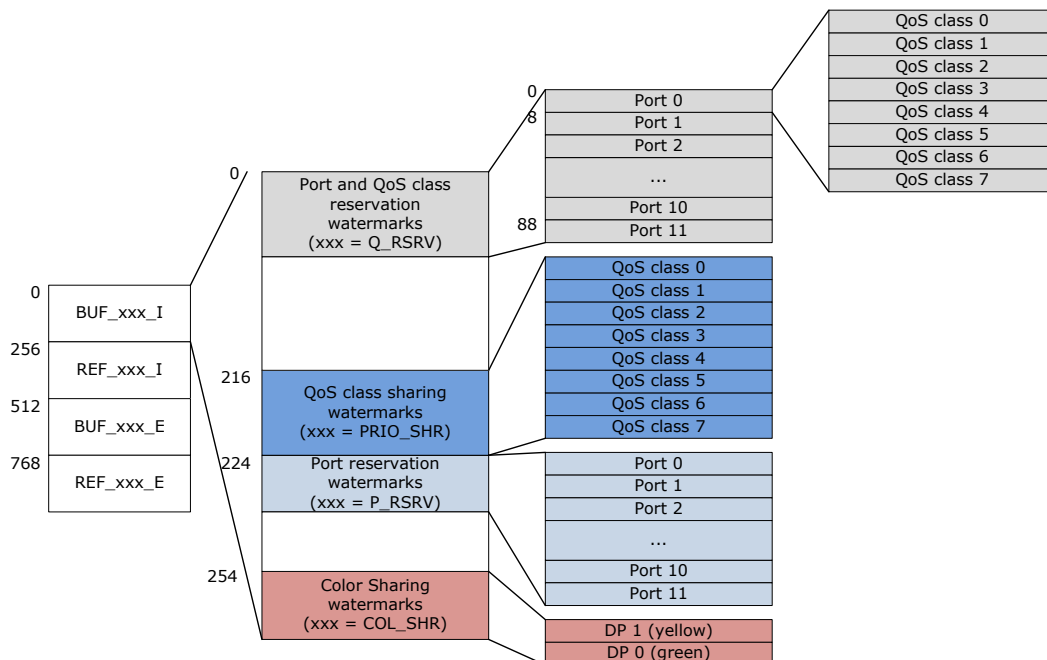 0
256
512
768
BUF_xxx_I
REF_xxx_I
BUF_xxx_E
REF_xxx_E
0
216
224
254
Port and QoS class
reservation
watermarks
(xxx = Q_RSRV)
QoS class sharing
watermarks
(xxx = PRIO_SHR)
Port reservation
watermarks
(xxx = P_RSRV)
Color Sharing
watermarks
(xxx = COL_SHR)
0
8
88
Port 0
Port 1
Port 2
...
Port 10
Port 11
QoS class 0
QoS class 1
QoS class 2
QoS class 3
QoS class 4
QoS class 5
QoS class 6
QoS class 7
Port 0
Port 1
Port 2
...
Port 10
Port 11
DP 1 (yellow)
DP 0 (green)
QoS class 0
QoS class 1
QoS class 2
QoS class 3
QoS class 4
QoS class 5
QoS class 6
QoS class 7